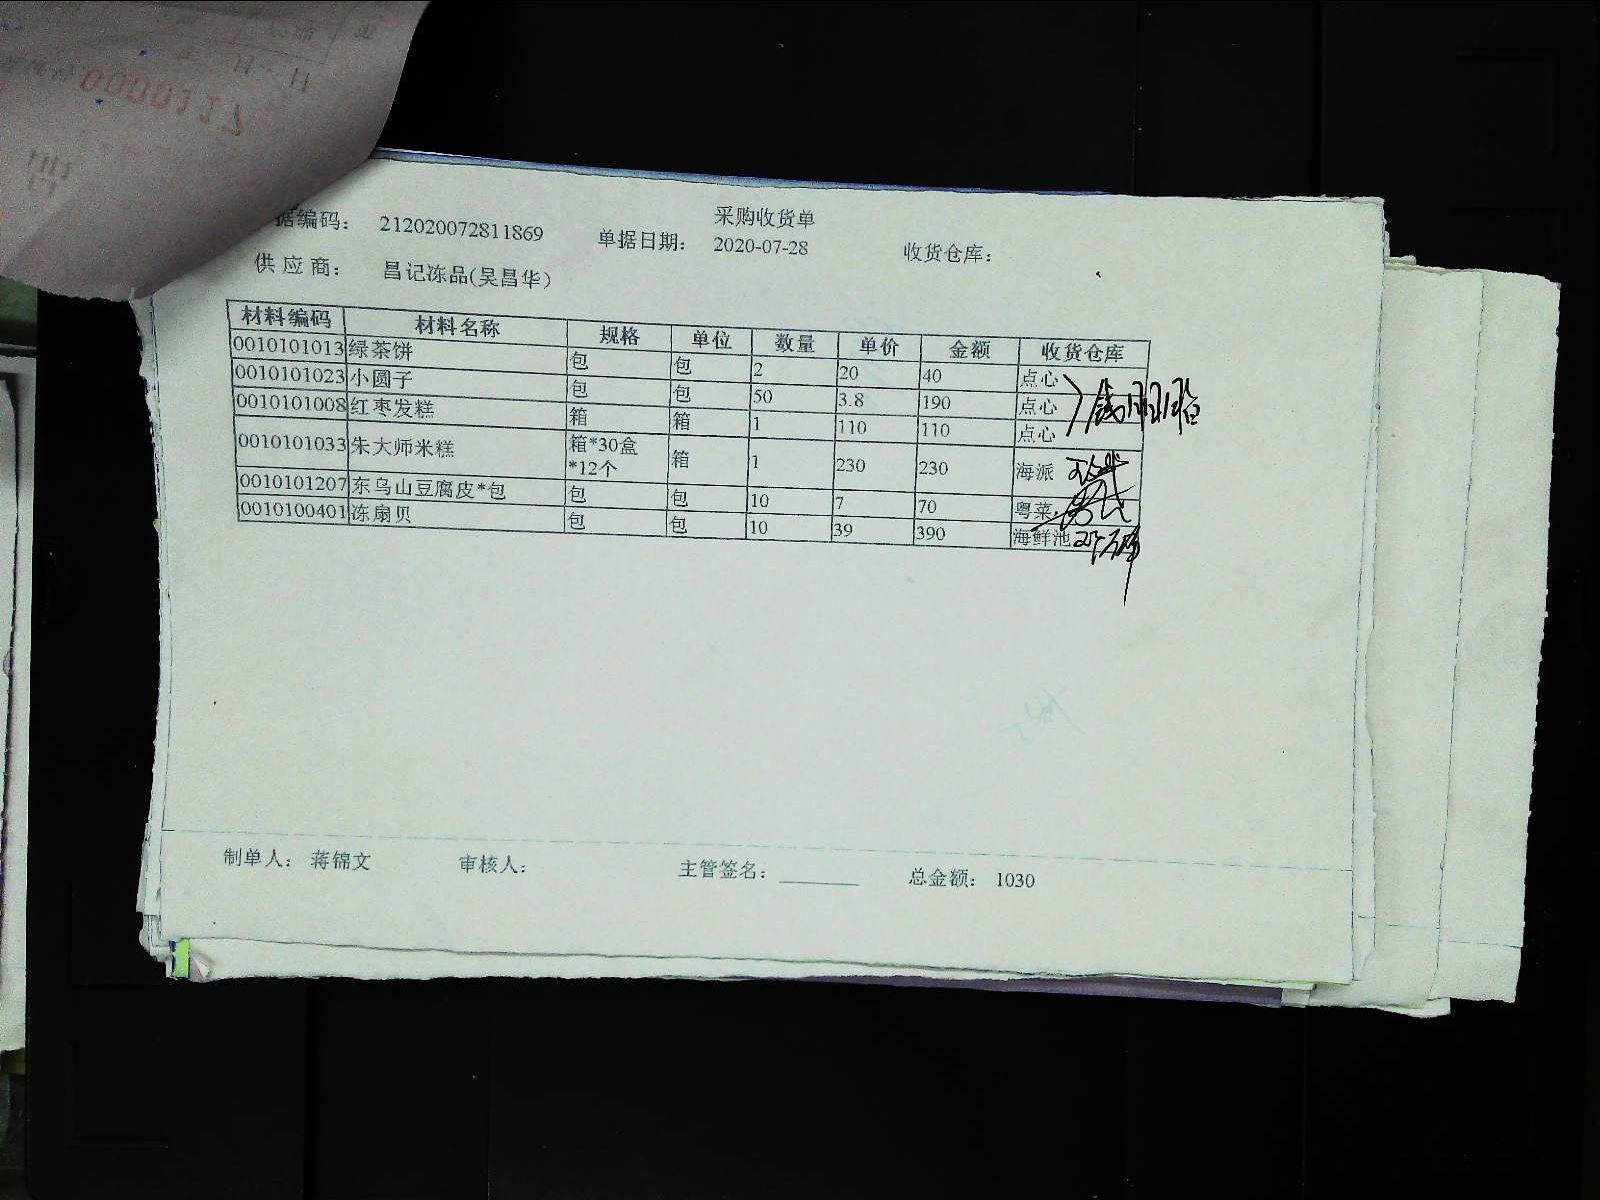 0000117
采购收货单
据编码： 212020072811869 单据日期： 2020-07-28 收货仓库：
供应商： 昌记冻品(吴昌华)
材料编码 材料名称 规格 单位 数量 单价 金额 收货仓库
0010101013 绿茶饼 包 包 2 20 40 点心
0010101023 小圆子 包 包 50 3.8 190 点心
0010101008 红枣发糕 箱 箱 1 110 110 点心
0010101033 朱大师米糕 箱*30盒*12个 箱 1 230 230 海派
0010101207 东乌山豆腐皮*包 包 包 10 7 70 粤菜
0010100401 冻扇贝 包 包 10 39 390 海鲜池
制单人： 蒋锦文 审核人： 主管签名： 总金额： 1030